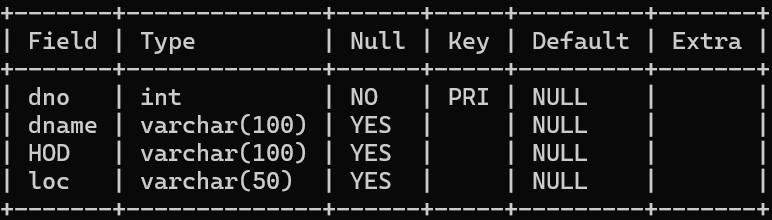 +-------+--------------+------+-----+---------+-------+
| Field | Type         | Null | Key | Default | Extra |
+-------+--------------+------+-----+---------+-------+
| dno   | int          | NO   | PRI | NULL    |       |
| dname | varchar(100) | YES  |     | NULL    |       |
| HOD   | varchar(100) | YES  |     | NULL    |       |
| loc   | varchar(50)  | YES  |     | NULL    |       |
+-------+--------------+------+-----+---------+-------+